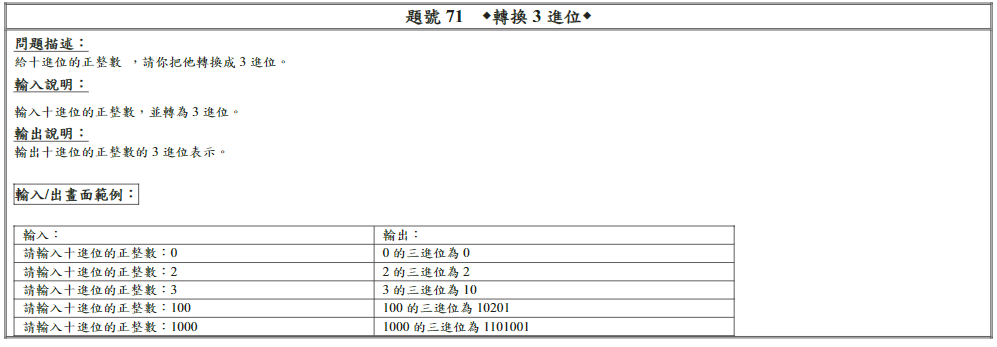 題號 71 ◆轉換 3 進位◆
問題描述：
給十進位的正整數 ，請你把他轉換成 3 進位。
輸入說明：
輸入十進位的正整數，並轉為 3 進位。
輸出說明：
輸出十進位的正整數的 3 進位表示。
輸入/出畫面範例：
輸入： 輸出：
請輸入十進位的正整數：0 0 的三進位為 0
請輸入十進位的正整數：2 2 的三進位為 2
請輸入十進位的正整數：3 3 的三進位為 10
請輸入十進位的正整數：100 100 的三進位為 10201
請輸入十進位的正整數：1000 1000 的三進位為 1101001